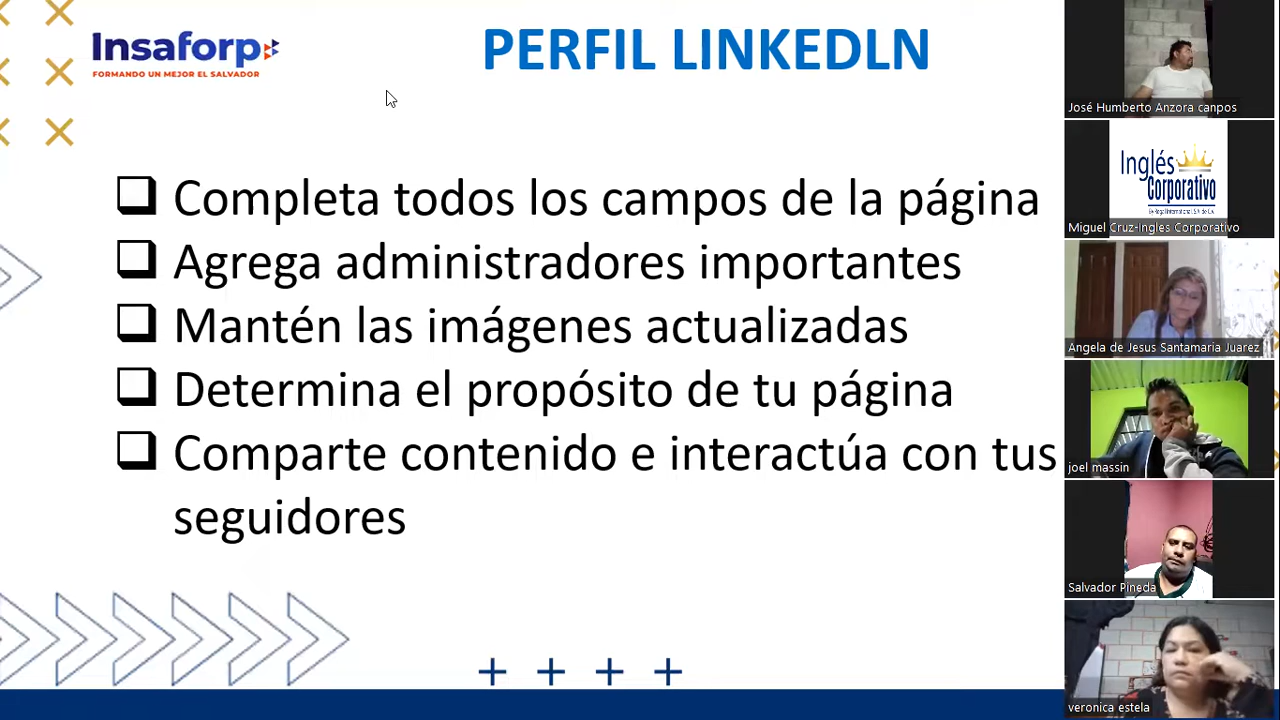 Insaforp
FORMANDO UN MEJOR EL SALVADOR
PERFIL LINKEDLN
Completa todos los campos de la página
Agrega administradores importantes
Mantén las imágenes actualizadas
Determina el propósito de tu página
Comparte contenido e interactúa con tus
seguidores
José Humberto Anzora canpos
Inglés
Corporativo
Miguel Cruz-Ingles Corporativo
Angela de Jesus Santamaria Juarez
joel massin
Salvador Pineda
veronica estela